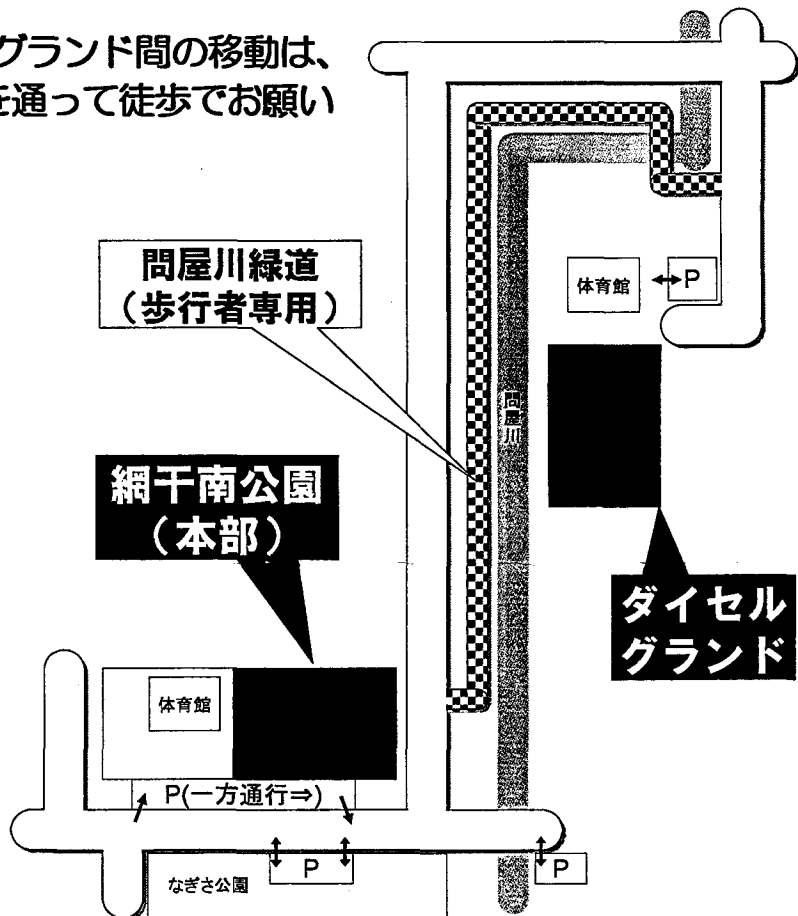 グランド間の移動は、
を通って徒歩でお願い
問屋川緑道
(歩行者専用)
体育館
P
問屋川
網干南公園
(本部)
ダイセル
グランド
体育館
P(一方通行⇒)
P
P
なぎさ公園